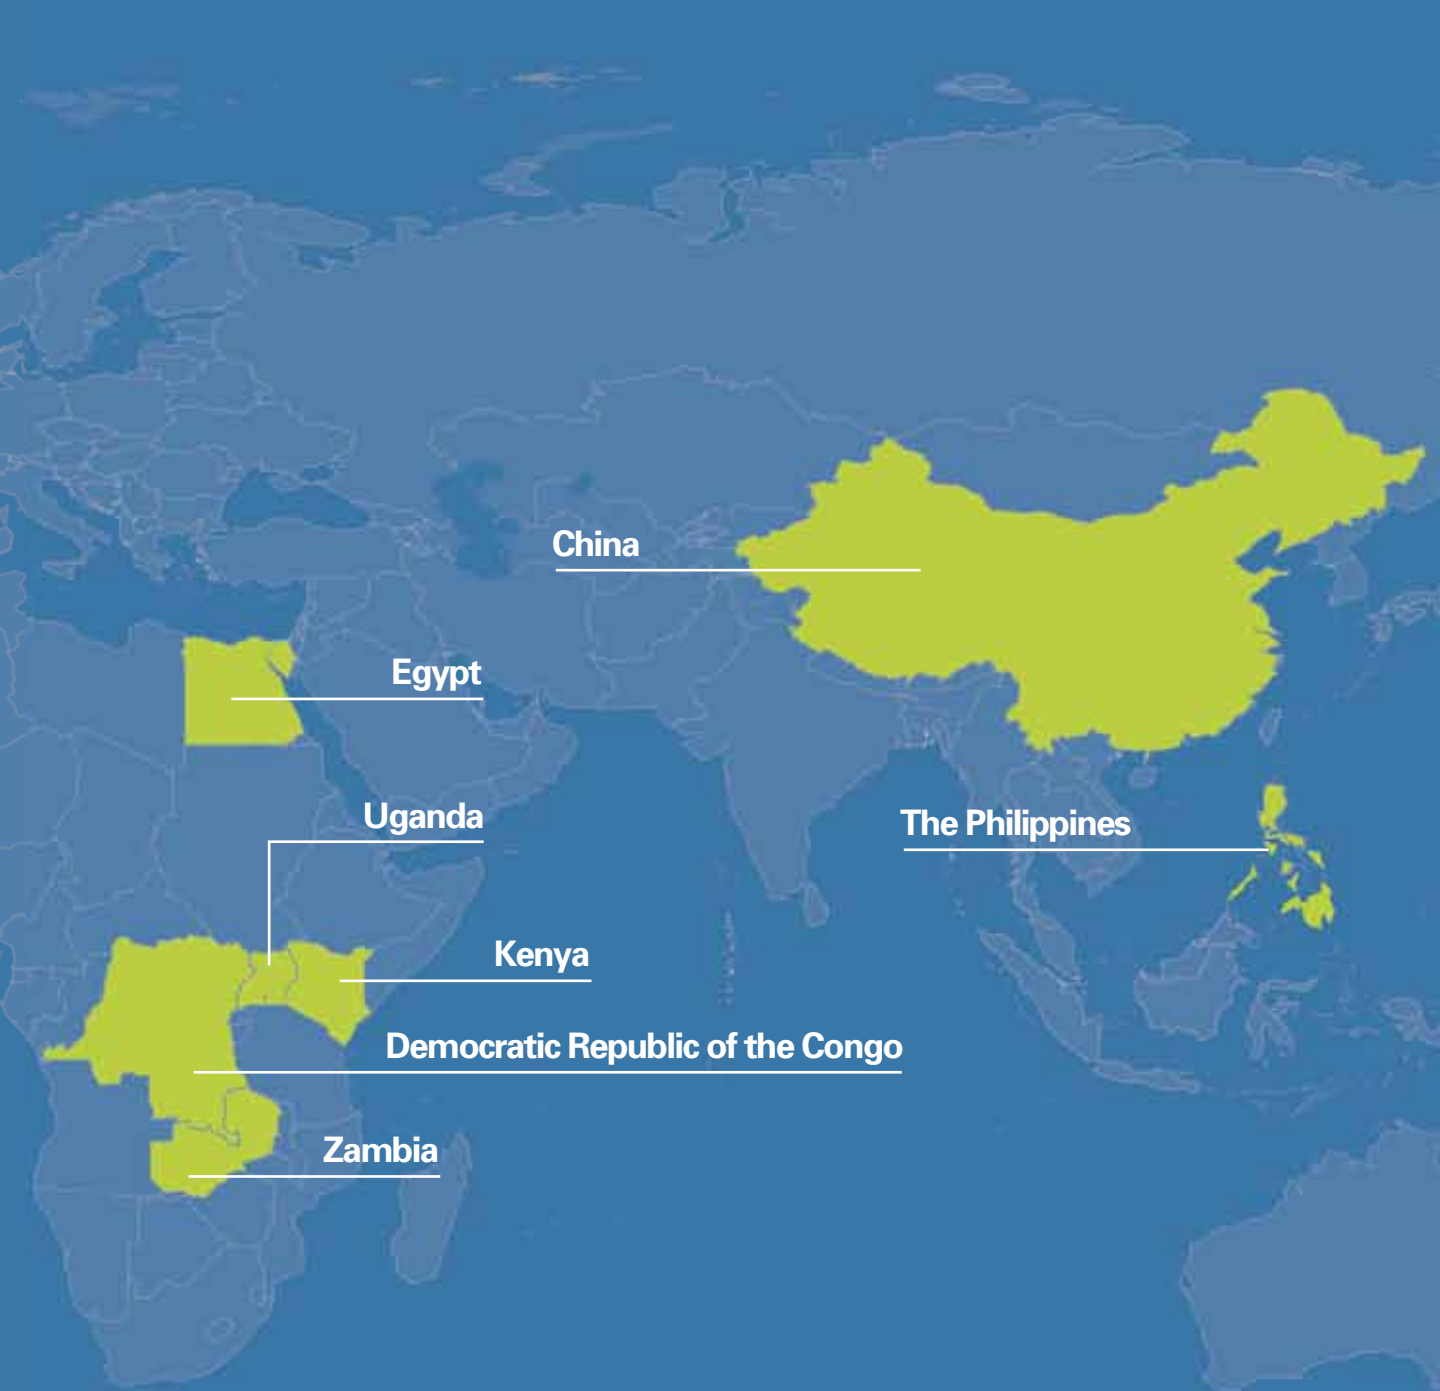 China
Egypt
Uganda
The Philippines
Kenya
Democratic Republic of the Congo
Zambia